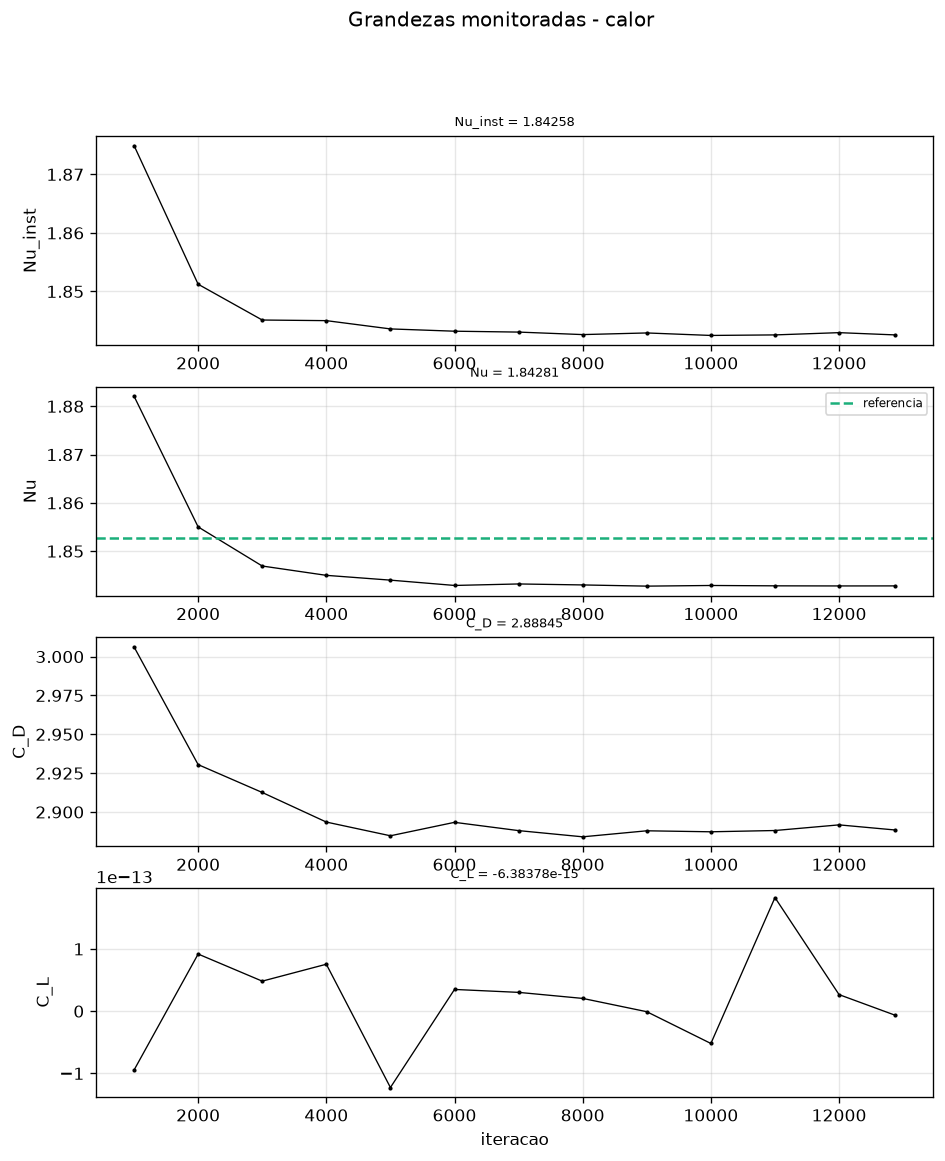 Grandezas monitoradas - calor
Nu_inst = 1.84258
1.87
1.86
1.85
Nu_inst
2000 4000 6000 8000 10000 12000
Nu = 1.84281
referencia
1.88
1.87
1.86
1.85
Nu
2000 4000 6000 8000 10000 12000
C_D = 2.88845
3.000
2.975
2.950
2.925
2.900
C_D
2000 4000 6000 8000 10000 12000
1e−13
C_L = -6.38378e-15
1
0
−1
C_L
2000 4000 6000 8000 10000 12000
iteracao